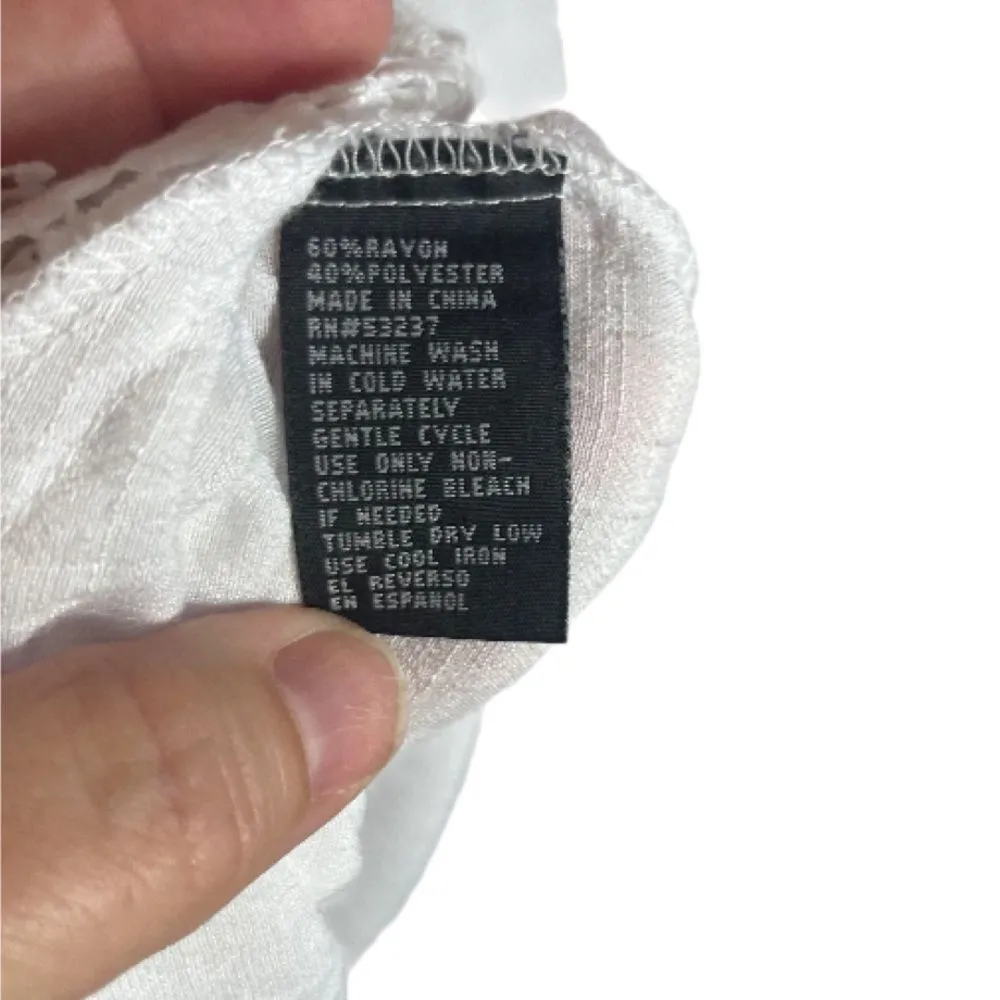 60%RAYON
40%POLYESTER
MADE IN CHINA
RN#53237
MACHINE WASH
IN COLD WATER
SEPARATELY
GENTLE CYCLE
USE ONLY NON-
CHLORINE BLEACH
IF NEEDED
TUMBLE DRY LOW
USE COOL IRON
EL REVERSO
EN ESPANOL